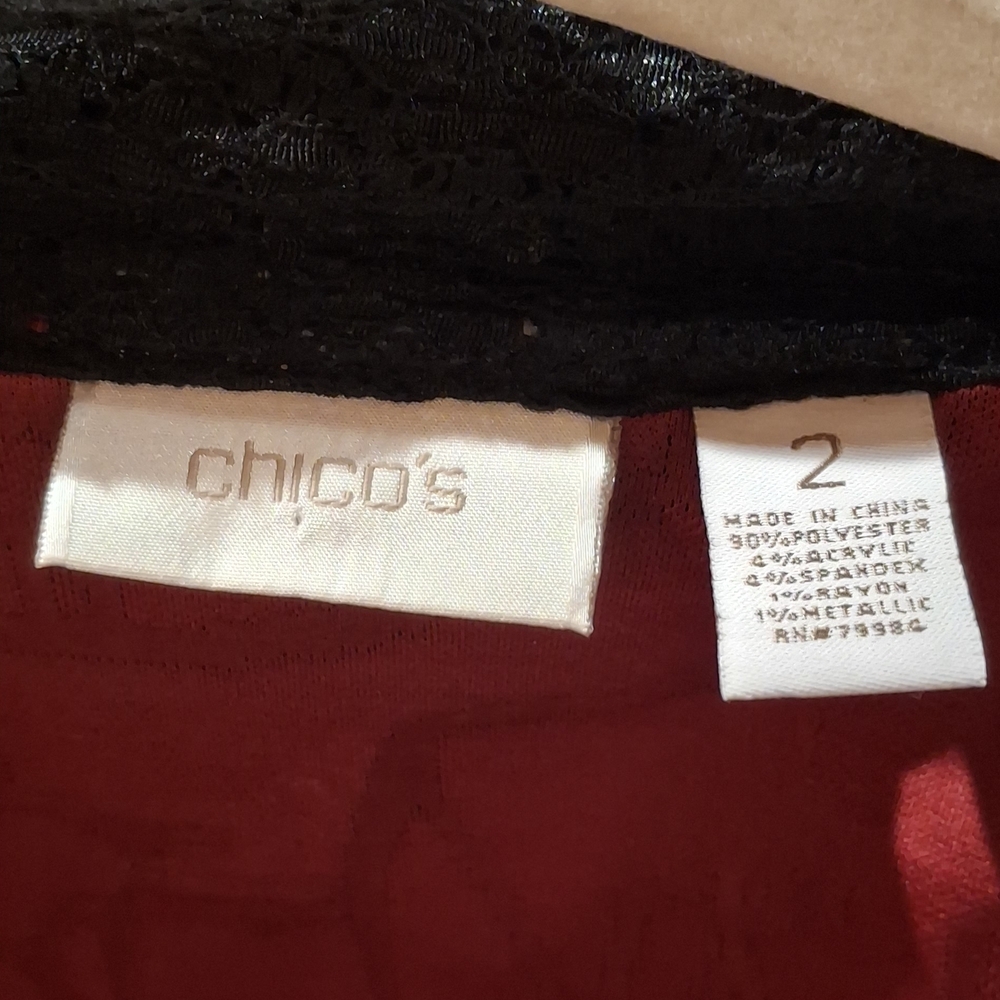 chico's
2
MADE IN CHINA
90%POLYESTER
4%ACRYLIC
4%SPANDEX
1%RAYON
1%METALLIC
RN#79984